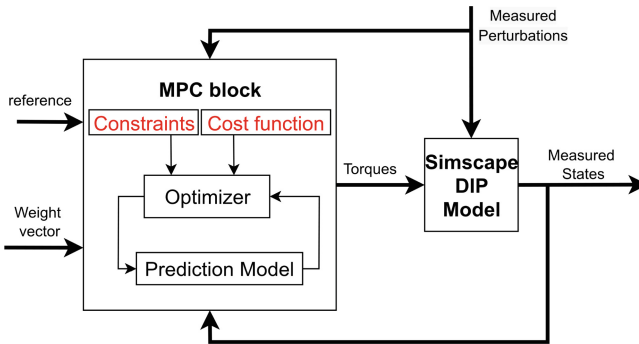 Measured
Perturbations
MPC block
reference
Constraints
Cost function
Torques
Simscape
DIP
Model
Measured
States
Optimizer
Weight
vector
Prediction Model